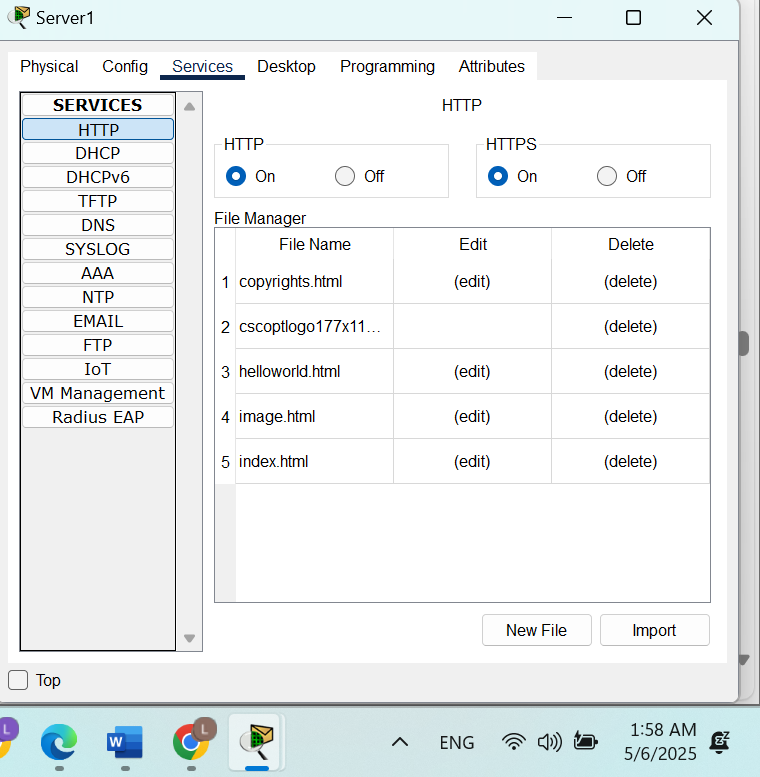 Server1
Physical Config Services Desktop Programming Attributes
SERVICES
HTTP
DHCP
DHCPv6
TFTP
DNS
SYSLOG
AAA
NTP
EMAIL
FTP
IoT
VM Management
Radius EAP
HTTP
HTTP
On Off
HTTPS
On Off
File Manager
File Name Edit Delete
1 copyrights.html (edit) (delete)
2 cscoptlogo177x11... (delete)
3 helloworld.html (edit) (delete)
4 image.html (edit) (delete)
5 index.html (edit) (delete)
New File Import
Top
L
W
L
ENG
1:58 AM
5/6/2025